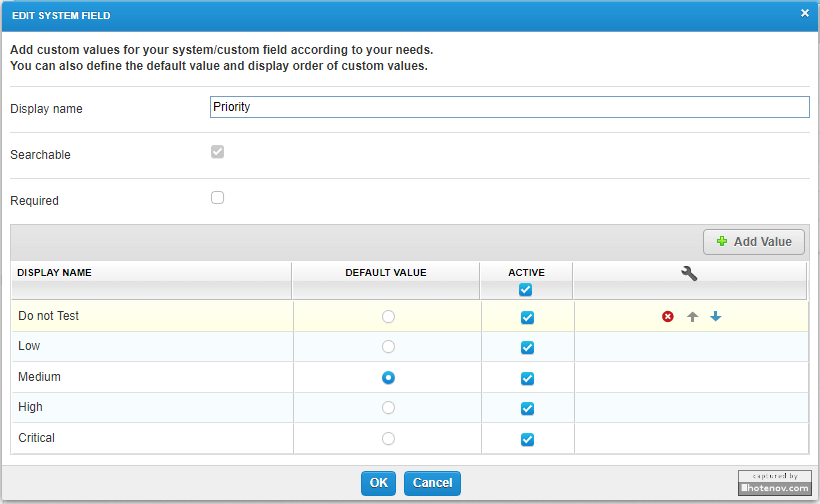 EDIT SYSTEM FIELD
Add custom values for your system/custom field according to your needs.
You can also define the default value and display order of custom values.
Display name
Priority
Searchable
Required
Add Value
DISPLAY NAME DEFAULT VALUE ACTIVE
Do not Test
Low
Medium
High
Critical
OK Cancel
captured by
hotenov.com